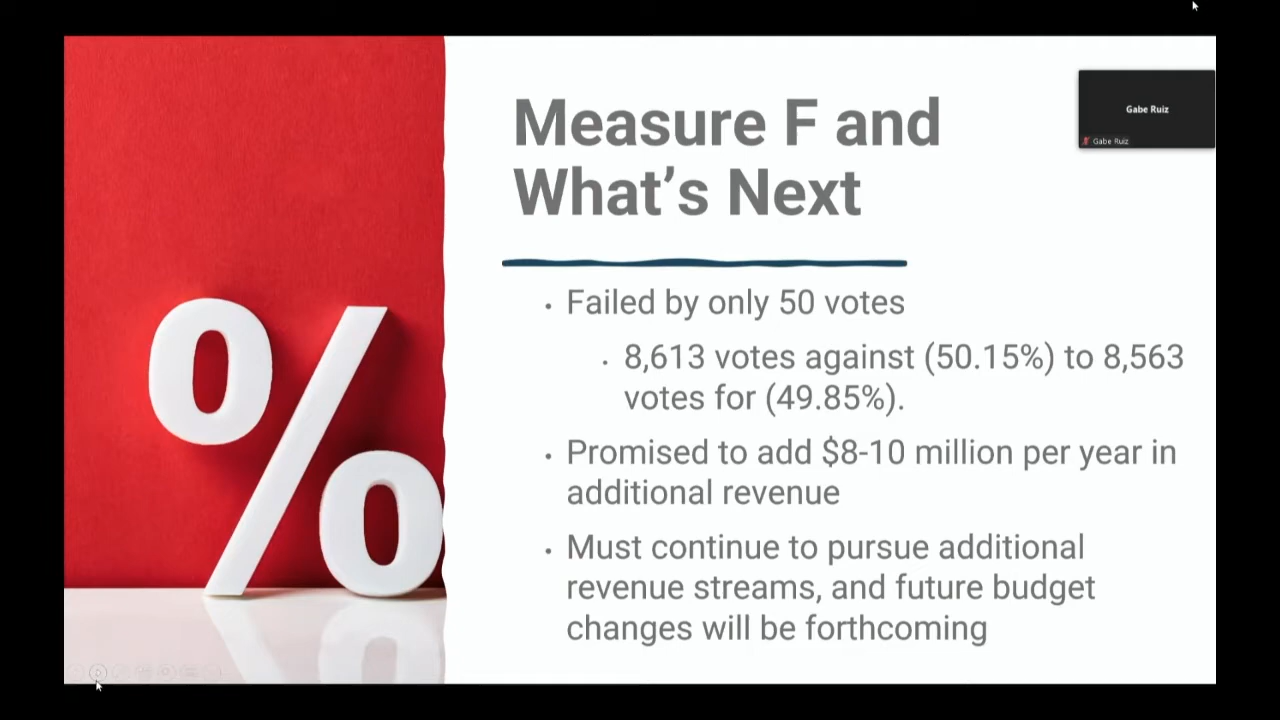 Measure F and
What's Next
Gabe Ruiz
Gabe Ruiz
• Failed by only 50 votes
• 8,613 votes against (50.15%) to 8,563
votes for (49.85%).
• Promised to add $8-10 million per year in
additional revenue
• Must continue to pursue additional
revenue streams, and future budget
changes will be forthcoming
%